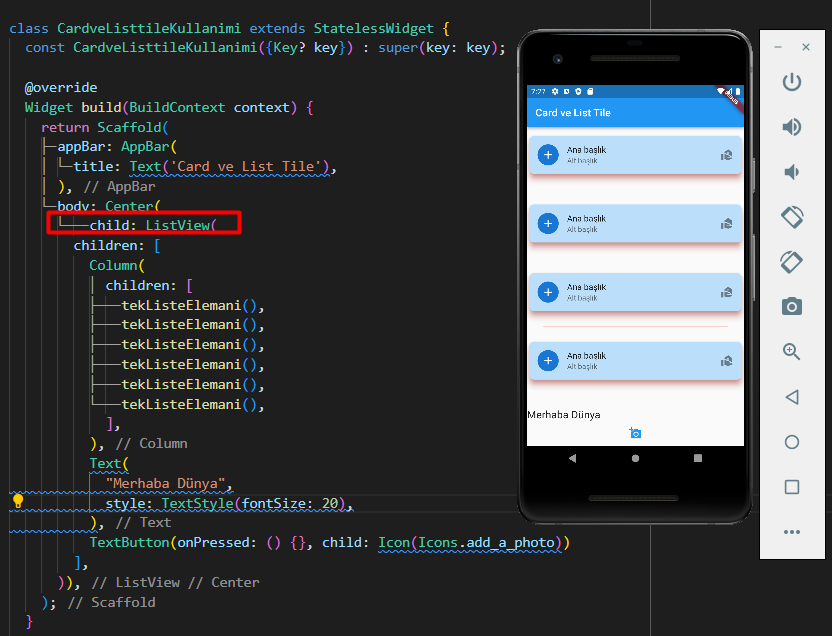 class CardveListtileKullanimi extends StatelessWidget {
const CardveListtileKullanimi({Key? key}) : super(key: key);
@override
Widget build(BuildContext context) {
return Scaffold(
appBar: AppBar(
title: Text('Card ve List Tile'),
), // AppBar
body: Center(
child: ListView(
children: [
Column(
children: [
tekListeElemani(),
tekListeElemani(),
tekListeElemani(),
tekListeElemani(),
tekListeElemani(),
tekListeElemani(),
],
), // Column
Text(
"Merhaba Dünya",
style: TextStyle(fontSize: 20),
), // Text
TextButton(onPressed: () {}, child: Icon(Icons.add_a_photo))
],
)), // ListView // Center
); // Scaffold
}
7:27
Card ve List Tile
Ana başlık
Alt başlık
Ana başlık
Alt başlık
Ana başlık
Alt başlık
Ana başlık
Alt başlık
Merhaba Dünya